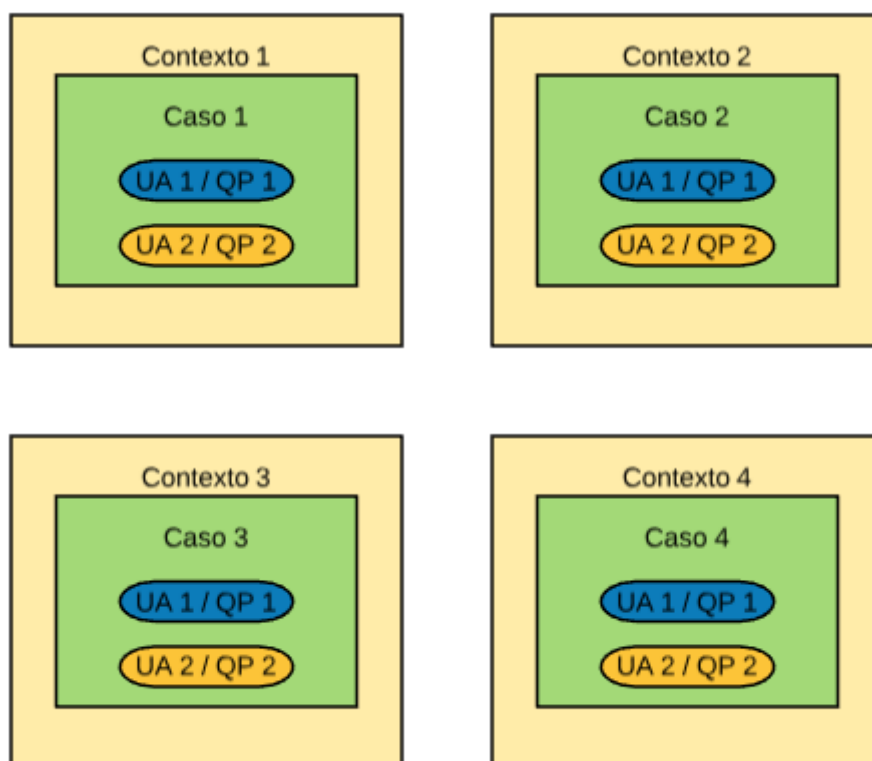 Contexto 1
Caso 1
UA 1 / QP 1
UA 2 / QP 2
Contexto 2
Caso 2
UA 1 / QP 1
UA 2 / QP 2
Contexto 3
Caso 3
UA 1 / QP 1
UA 2 / QP 2
Contexto 4
Caso 4
UA 1 / QP 1
UA 2 / QP 2